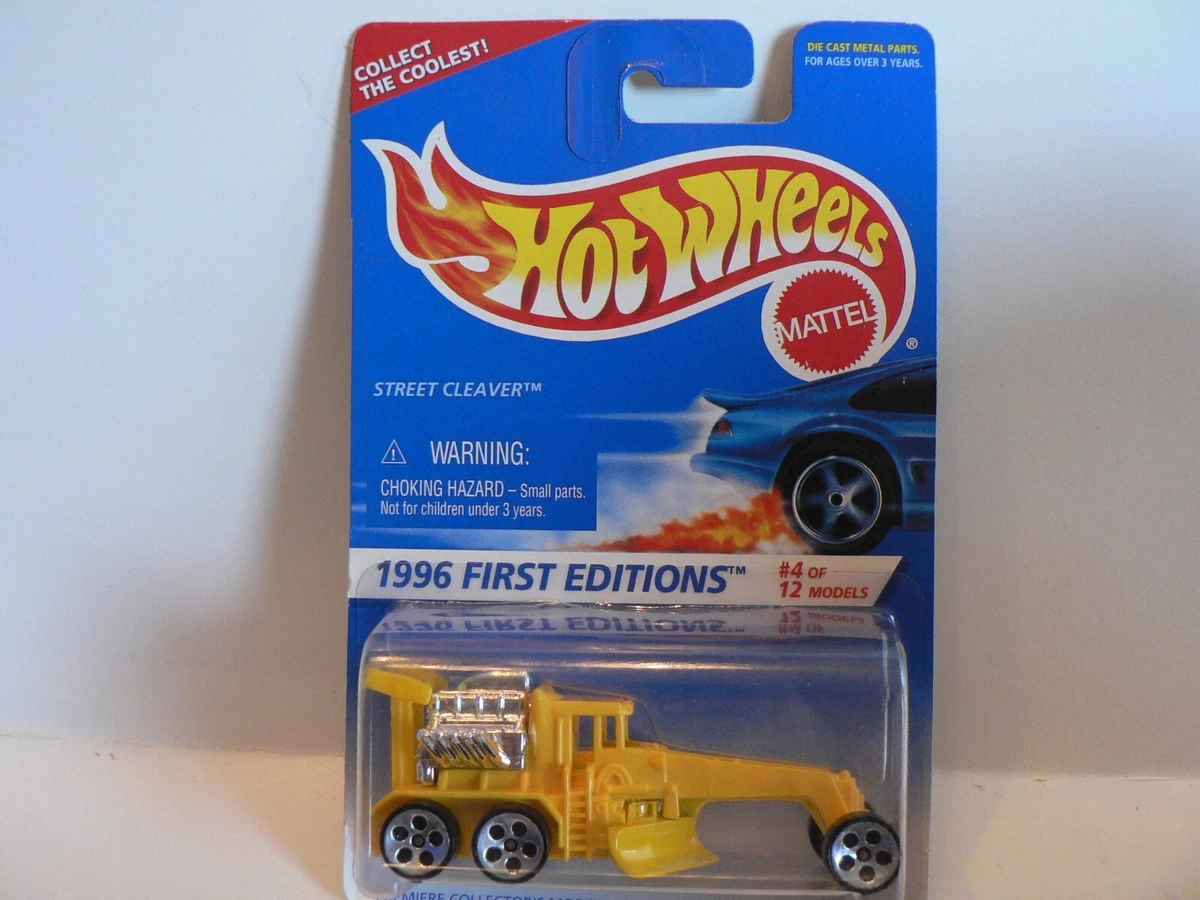 COLLECT
THE COOLEST!
DIE CAST METAL PARTS.
FOR AGES OVER 3 YEARS.
HOT WHEELS
MATTEL
®
STREET CLEAVER™
WARNING:
CHOKING HAZARD – Small parts.
Not for children under 3 years.
1996 FIRST EDITIONS™
#4 OF
12 MODELS